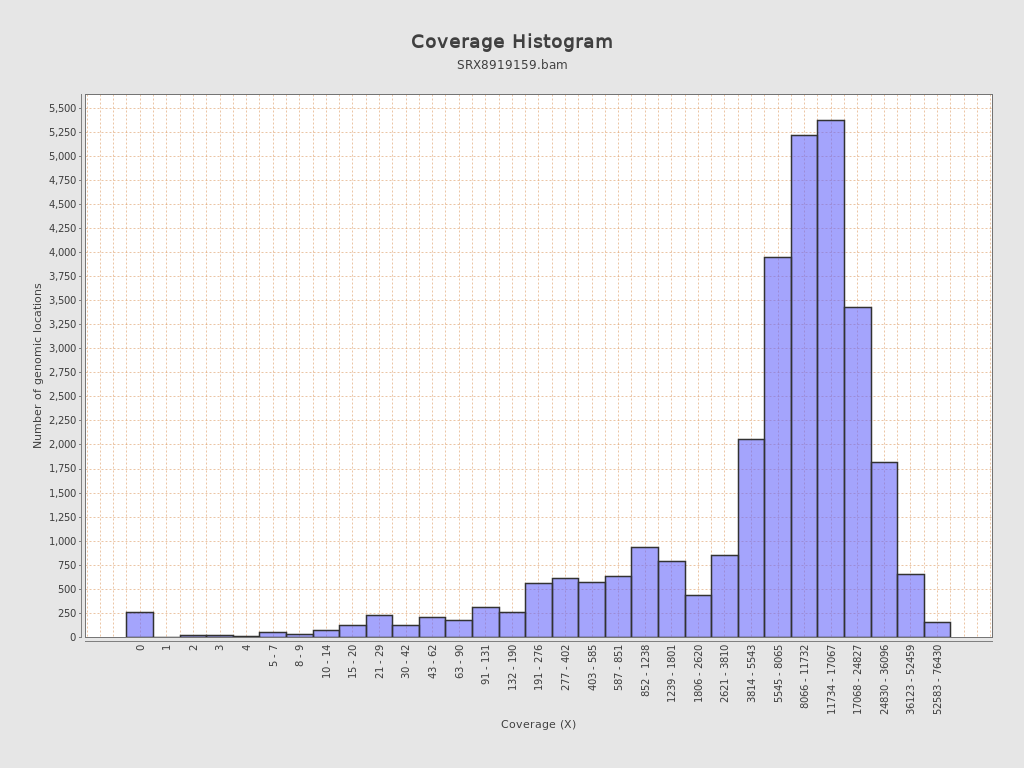 Coverage Histogram
SRX8919159.bam
5,500
5,250
5,000
4,750
4,500
4,250
4,000
3,750
3,500
3,250
3,000
2,750
2,500
2,250
2,000
1,750
1,500
1,250
1,000
750
500
250
0
Number of genomic locations
0
1
2
3
4
5 - 7
8 - 9
10 - 14
15 - 20
21 - 29
30 - 42
43 - 62
63 - 90
91 - 131
132 - 190
191 - 276
277 - 402
403 - 585
587 - 851
852 - 1238
1239 - 1801
1806 - 2620
2621 - 3810
3814 - 5543
5545 - 8065
8066 - 11732
11734 - 17067
17068 - 24827
24830 - 36096
36123 - 52459
52583 - 76430
Coverage (X)